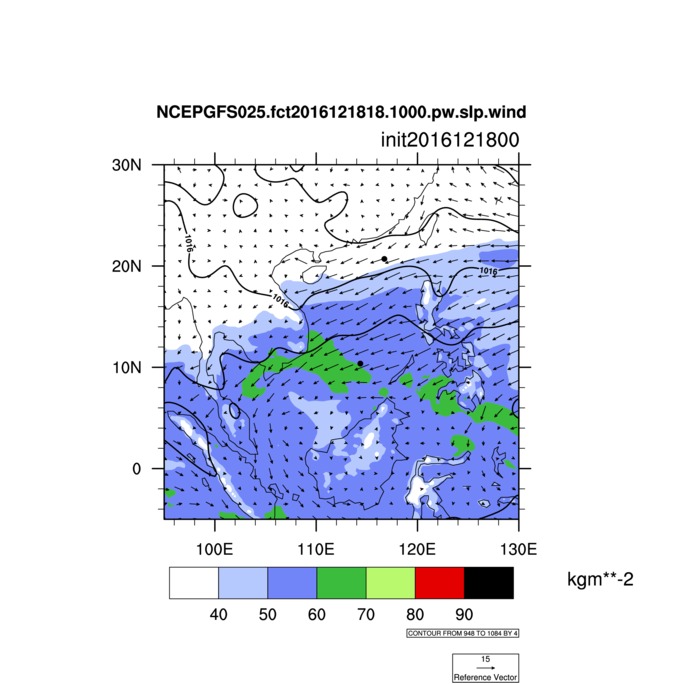 NCEPGFS025.fct2016121818.1000.pw.slp.wind
init2016121800
30N
1016
20N
1016
1016
10N
0
100E 110E 120E 130E
kgm**-2
40 50 60 70 80 90
CONTOUR FROM 948 TO 1084 BY 4
15
Reference Vector